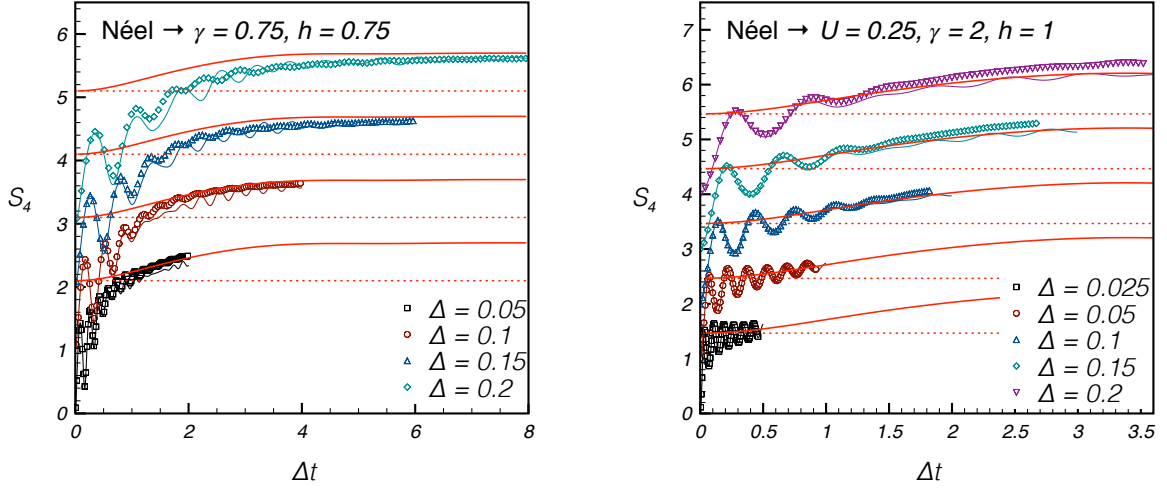 Néel → γ = 0.75, h = 0.75
6
5
4
3
2
1
0
S₄
0
2
4
6
8
Δt
Δ = 0.05
Δ = 0.1
Δ = 0.15
Δ = 0.2
Néel → U = 0.25, γ = 2, h = 1
7
6
5
4
3
2
1
0
S₄
0
0.5
1
1.5
2
2.5
3
3.5
Δt
Δ = 0.025
Δ = 0.05
Δ = 0.1
Δ = 0.15
Δ = 0.2